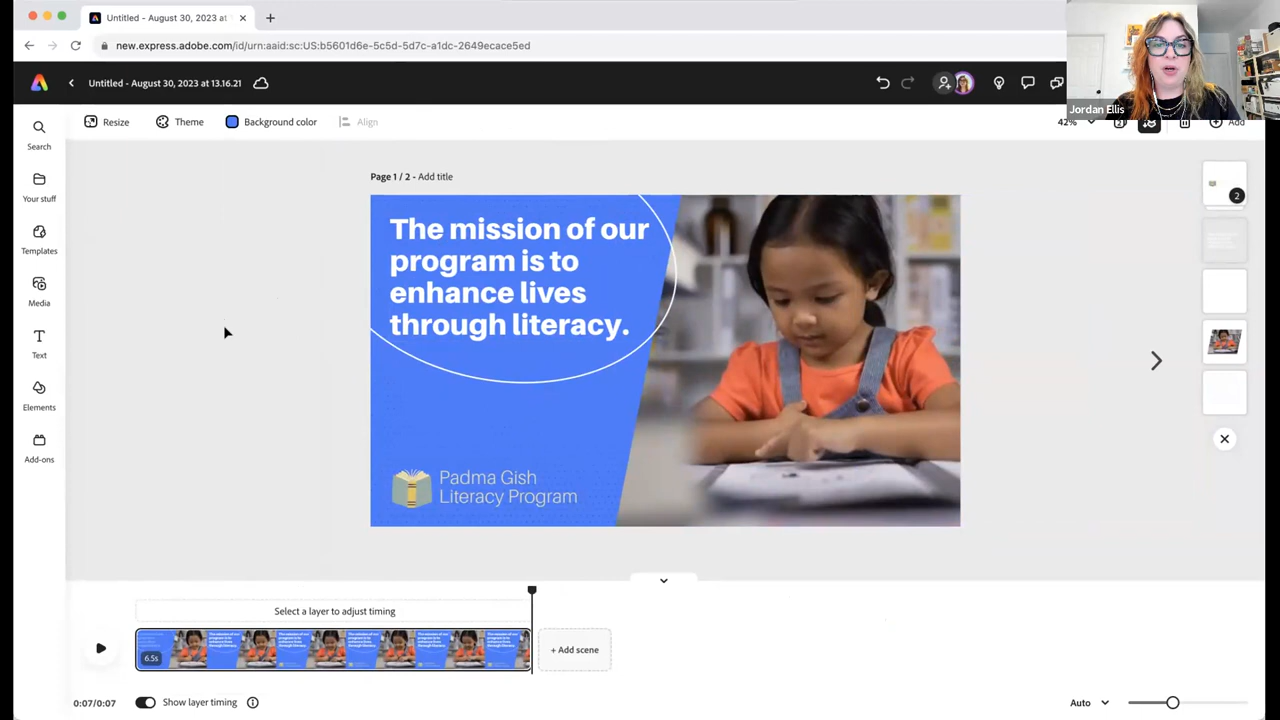 Untitled - August 30, 2023 at
new.express.adobe.com/id/urn:aaid:sc:US:b5601d6e-5c5d-5d7c-a1dc-2649ecace5ed
Untitled - August 30, 2023 at 13.16.21
Jordan Ellis
Resize
Theme
Background color
Align
42%
Add
Search
Your stuff
Templates
Media
Text
Elements
Add-ons
Page 1 / 2 - Add title
The mission of our
program is to
enhance lives
through literacy.
Padma Gish
Literacy Program
2
Select a layer to adjust timing
6.5s
+ Add scene
0:07/0:07
Show layer timing
Auto